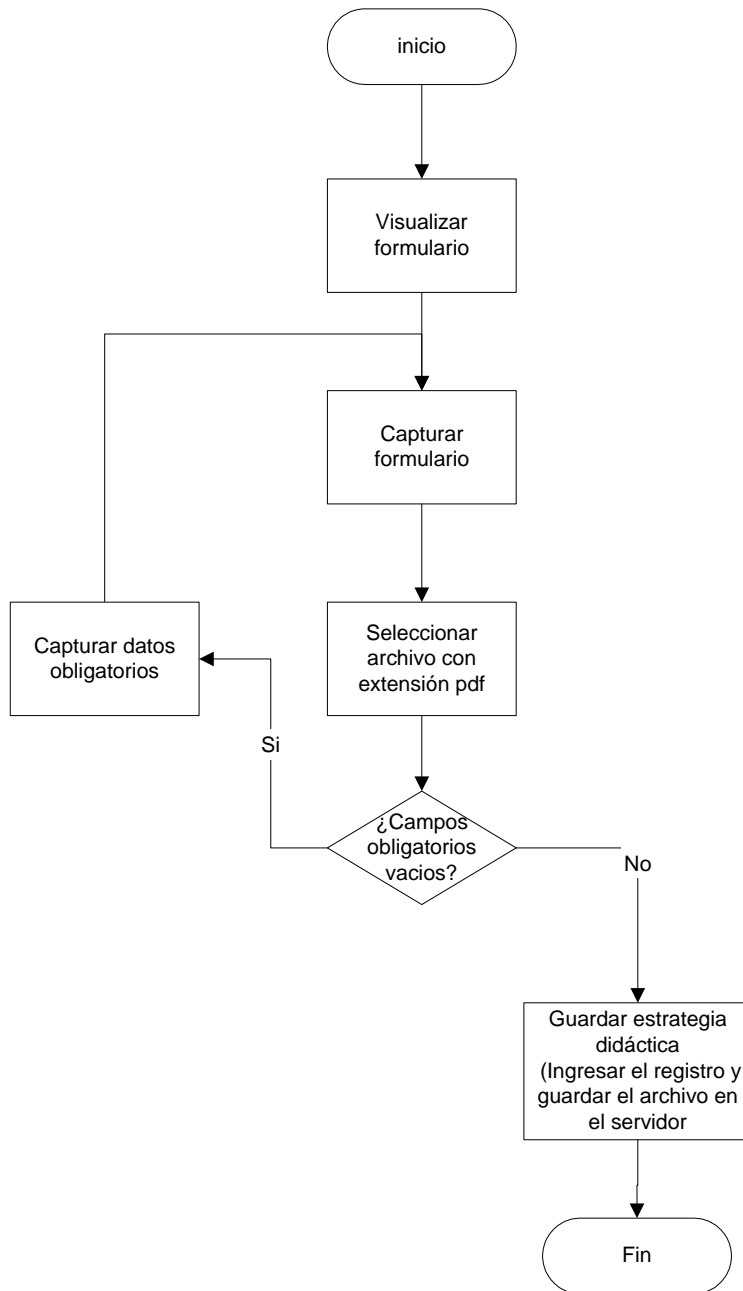 inicio
Visualizar
formulario
Capturar
formulario
Capturar datos
obligatorios
Seleccionar
archivo con
extensión pdf
Si
¿Campos
obligatorios
vacios?
No
Guardar estrategia
didáctica
(Ingresar el registro y
guardar el archivo en
el servidor
Fin